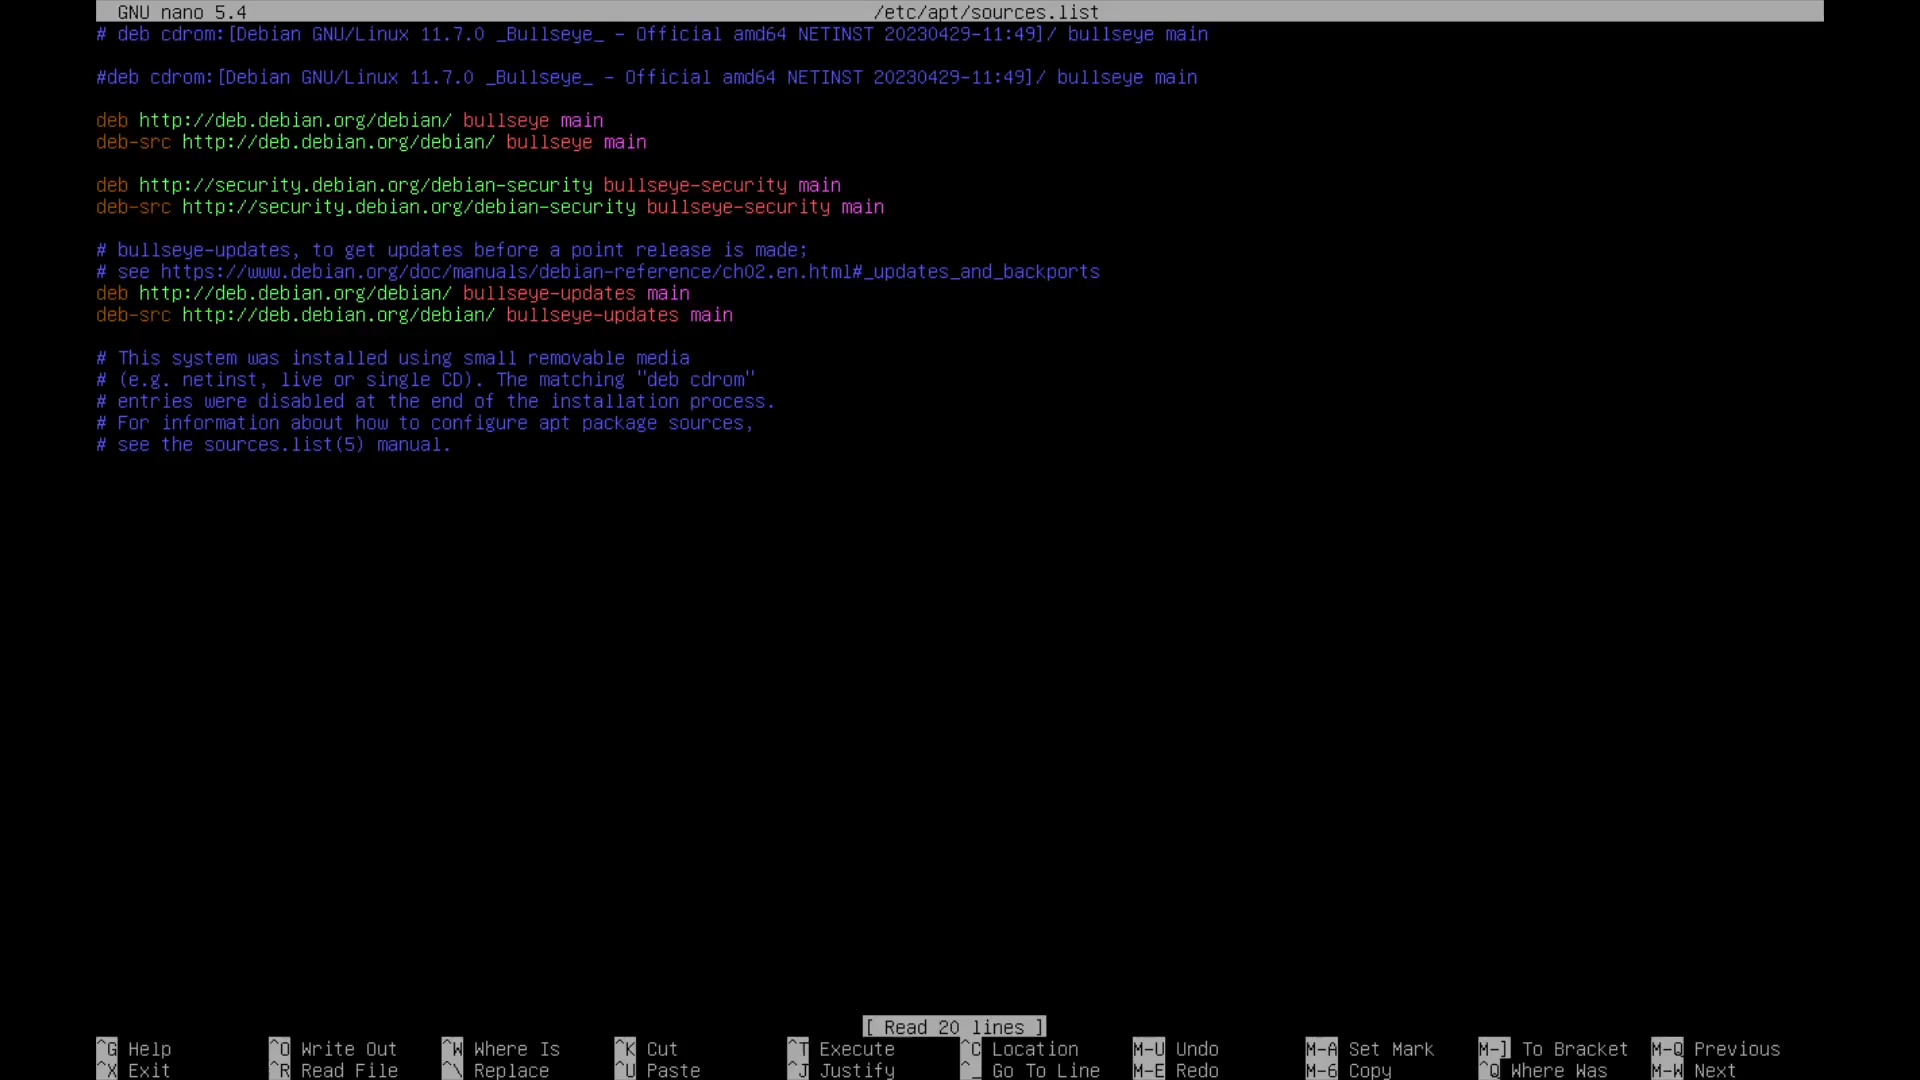 GNU nano 5.4 /etc/apt/sources.list
# deb cdrom:[Debian GNU/Linux 11.7.0 _Bullseye_ - Official amd64 NETINST 20230429-11:49]/ bullseye main
#deb cdrom:[Debian GNU/Linux 11.7.0 _Bullseye_ - Official amd64 NETINST 20230429-11:49]/ bullseye main
deb http://deb.debian.org/debian/ bullseye main
deb-src http://deb.debian.org/debian/ bullseye main
deb http://security.debian.org/debian-security bullseye-security main
deb-src http://security.debian.org/debian-security bullseye-security main
# bullseye-updates, to get updates before a point release is made;
# see https://www.debian.org/doc/manuals/debian-reference/ch02.en.html#_updates_and_backports
deb http://deb.debian.org/debian/ bullseye-updates main
deb-src http://deb.debian.org/debian/ bullseye-updates main
# This system was installed using small removable media
# (e.g. netinst, live or single CD). The matching "deb cdrom"
# entries were disabled at the end of the installation process.
# For information about how to configure apt package sources,
# see the sources.list(5) manual.
[ Read 20 lines ]
^G Help ^O Write Out ^W Where Is ^K Cut ^T Execute ^C Location M-U Undo M-A Set Mark M-] To Bracket M-Q Previous
^X Exit ^R Read File ^\ Replace ^U Paste ^J Justify ^_ Go To Line M-E Redo M-6 Copy ^Q Where Was M-W Next